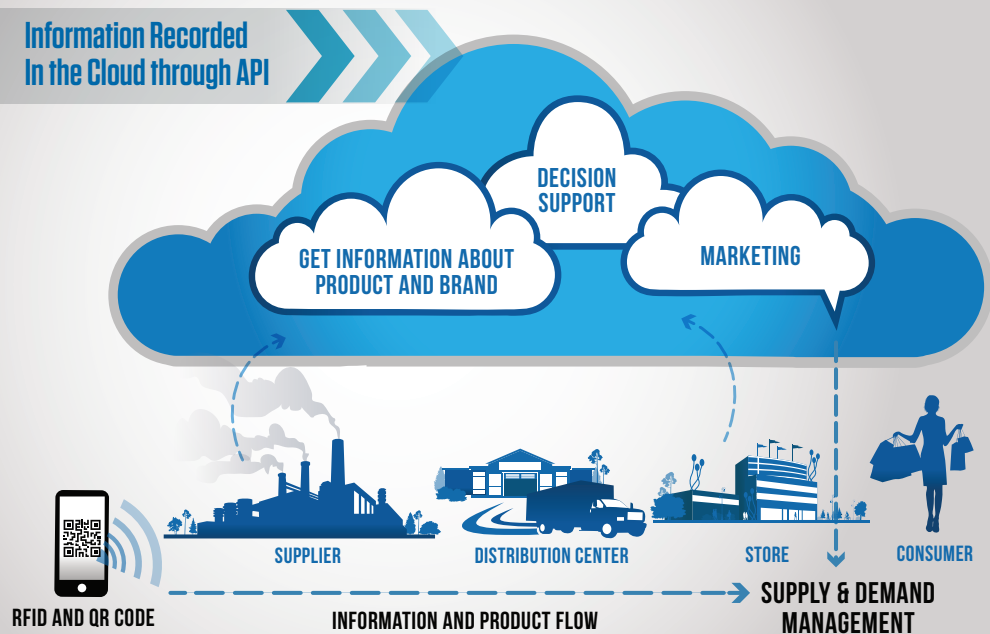 Information Recorded
In the Cloud through API
DECISION
SUPPORT
GET INFORMATION ABOUT
PRODUCT AND BRAND
MARKETING
SUPPLIER
DISTRIBUTION CENTER
STORE
CONSUMER
RFID AND QR CODE
INFORMATION AND PRODUCT FLOW
SUPPLY & DEMAND
MANAGEMENT